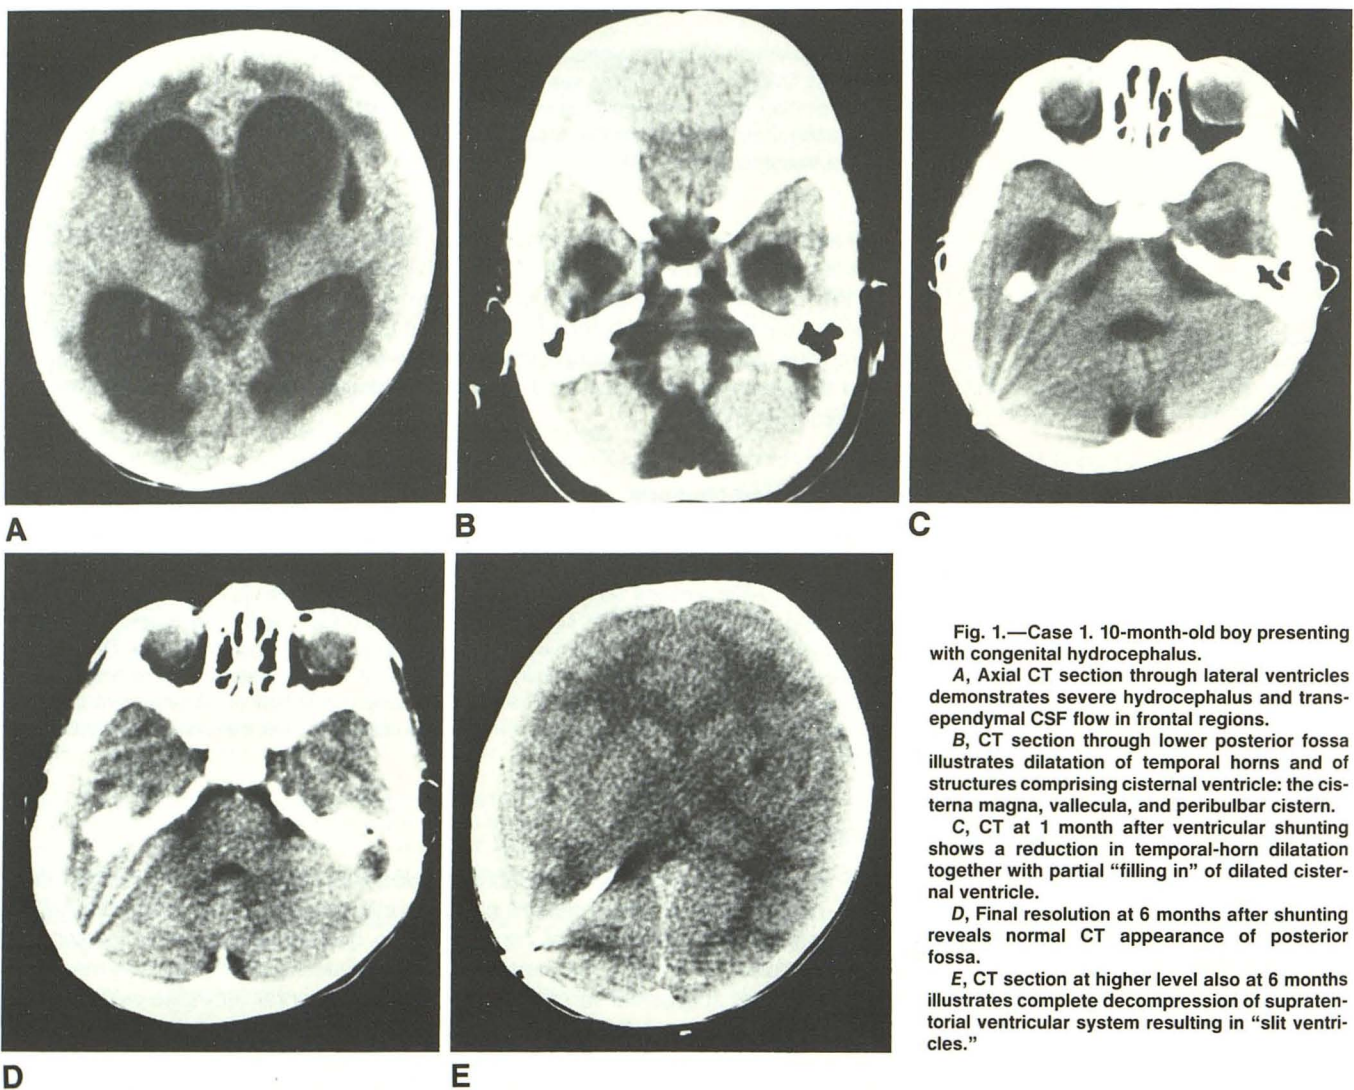 A
B
C
D
E
Fig. 1.—Case 1. 10-month-old boy presenting
with congenital hydrocephalus.
A, Axial CT section through lateral ventricles
demonstrates severe hydrocephalus and trans-
ependymal CSF flow in frontal regions.
B, CT section through lower posterior fossa
illustrates dilatation of temporal horns and of
structures comprising cisternal ventricle: the cis-
terna magna, vallecula, and peribulbar cistern.
C, CT at 1 month after ventricular shunting
shows a reduction in temporal-horn dilatation
together with partial “filling in” of dilated cister-
nal ventricle.
D, Final resolution at 6 months after shunting
reveals normal CT appearance of posterior
fossa.
E, CT section at higher level also at 6 months
illustrates complete decompression of supraten-
torial ventricular system resulting in “slit ventri-
cles.”